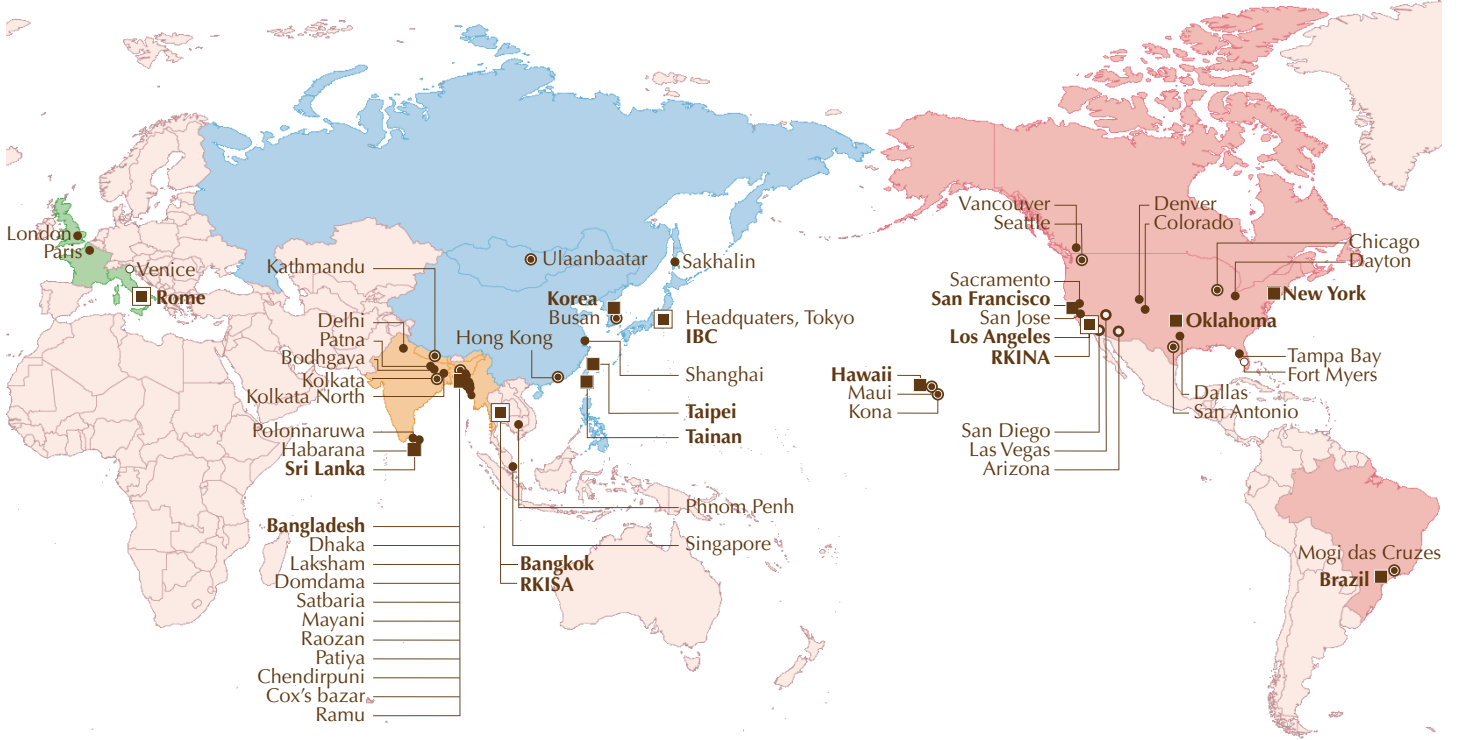 London
Paris
Venice
Rome
Kathmandu
Delhi
Patna
Bodhgaya
Kolkata
Kolkata North
Polonnaruwa
Habarana
Sri Lanka
Bangladesh
Dhaka
Laksham
Domdama
Satbaria
Mayani
Raozan
Patiya
Chendirpuni
Cox's bazar
Ramu
Ulaanbaatar
Sakhalin
Korea
Busan
Headquaters, Tokyo
IBC
Hong Kong
Shanghai
Taipei
Tainan
Phnom Penh
Singapore
Bangkok
RKISA
Vancouver
Seattle
Denver
Colorado
Chicago
Dayton
Sacramento
San Francisco
San Jose
Los Angeles
RKINA
New York
Oklahoma
Tampa Bay
Fort Myers
Dallas
San Antonio
Hawaii
Maui
Kona
San Diego
Las Vegas
Arizona
Mogi das Cruzes
Brazil